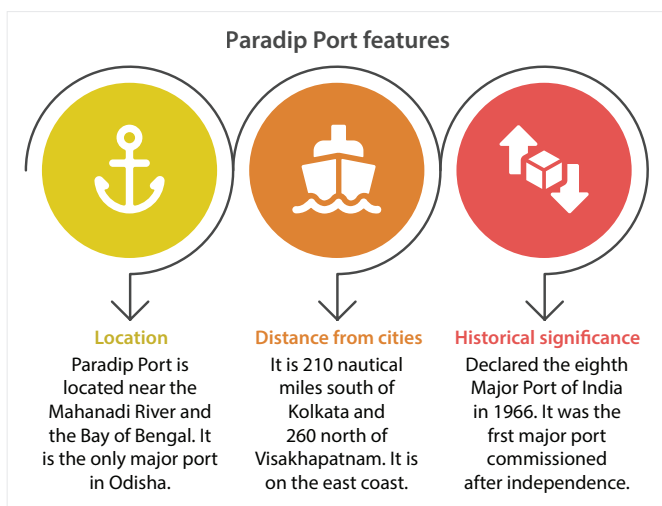 Paradip Port features
Location
Paradip Port is
located near the
Mahanadi River and
the Bay of Bengal. It
is the only major port
in Odisha.
Distance from cities
It is 210 nautical
miles south of
Kolkata and
260 north of
Visakhapatnam. It is
on the east coast.
Historical significance
Declared the eighth
Major Port of India
in 1966. It was the
frst major port
commissioned
after independence.